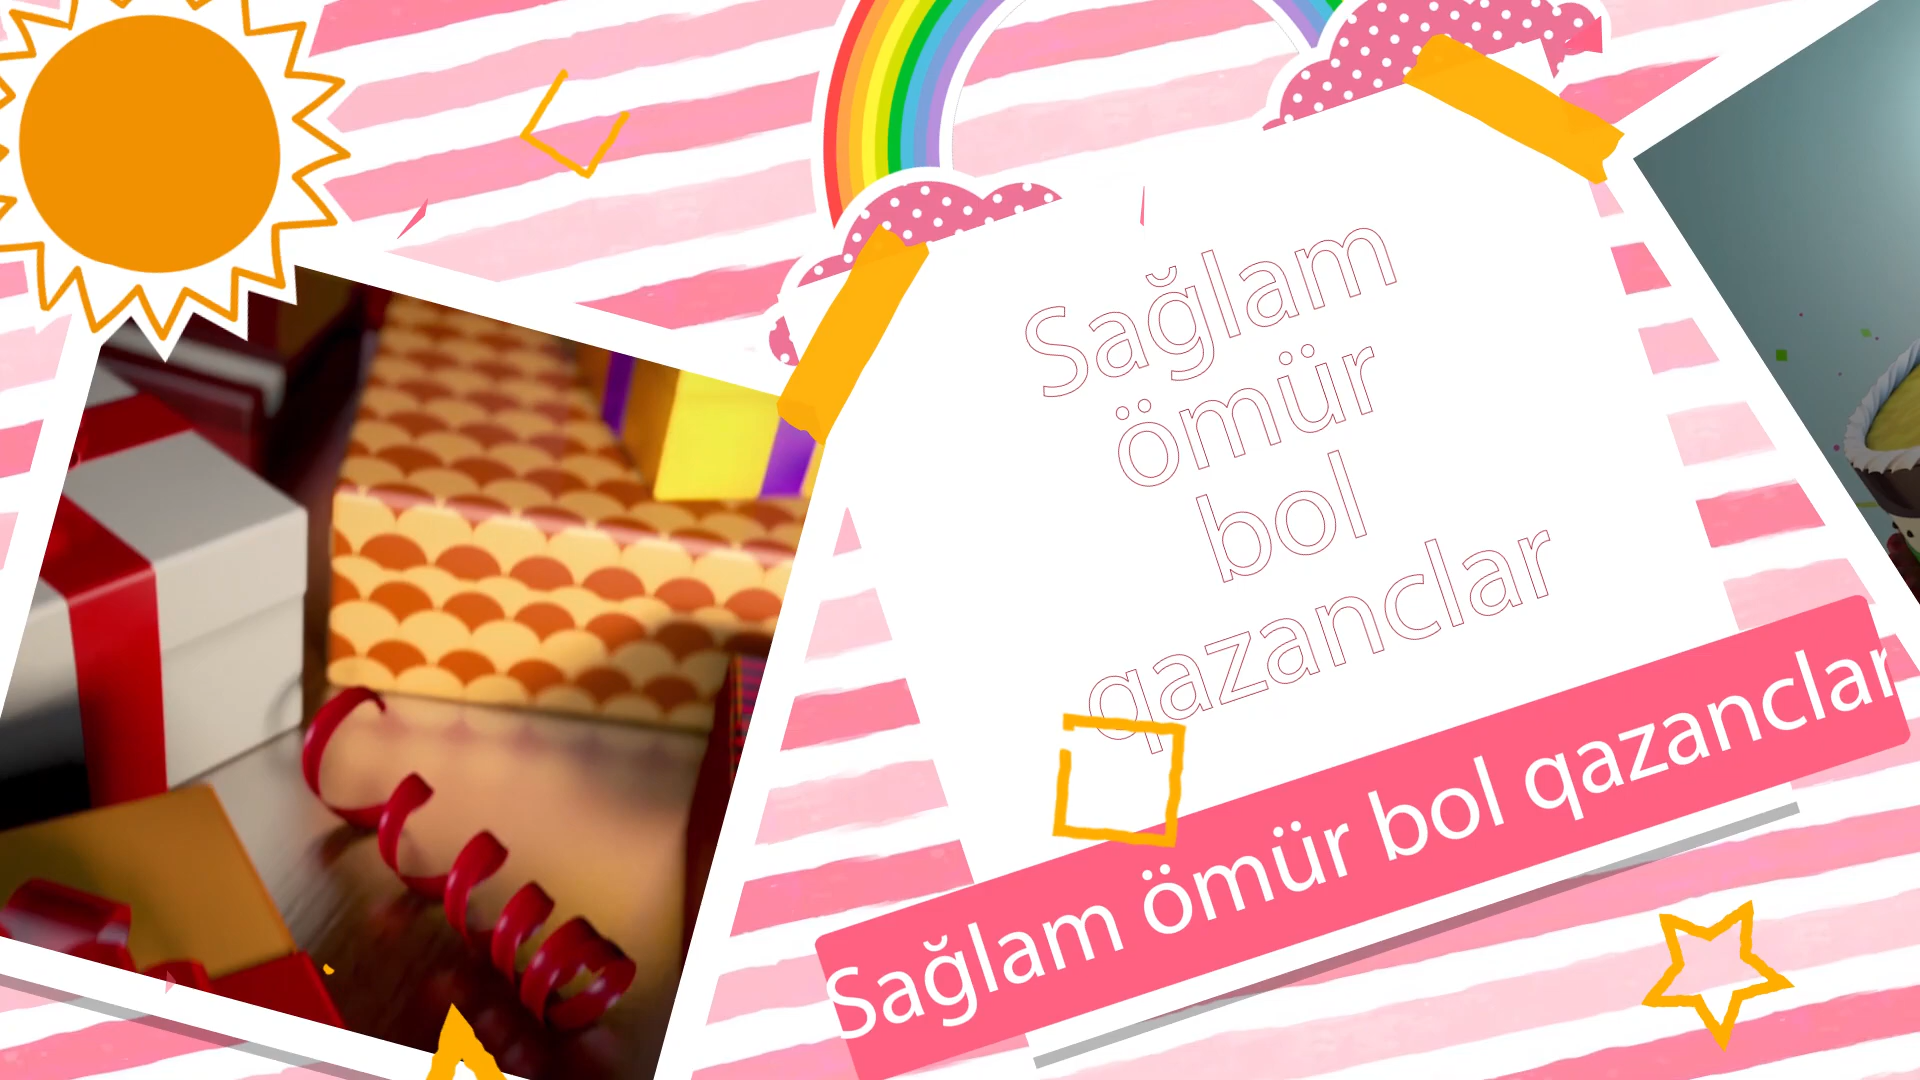 Sağlam
ömür
bol
qazanclar
Sağlam ömür bol qazanclar